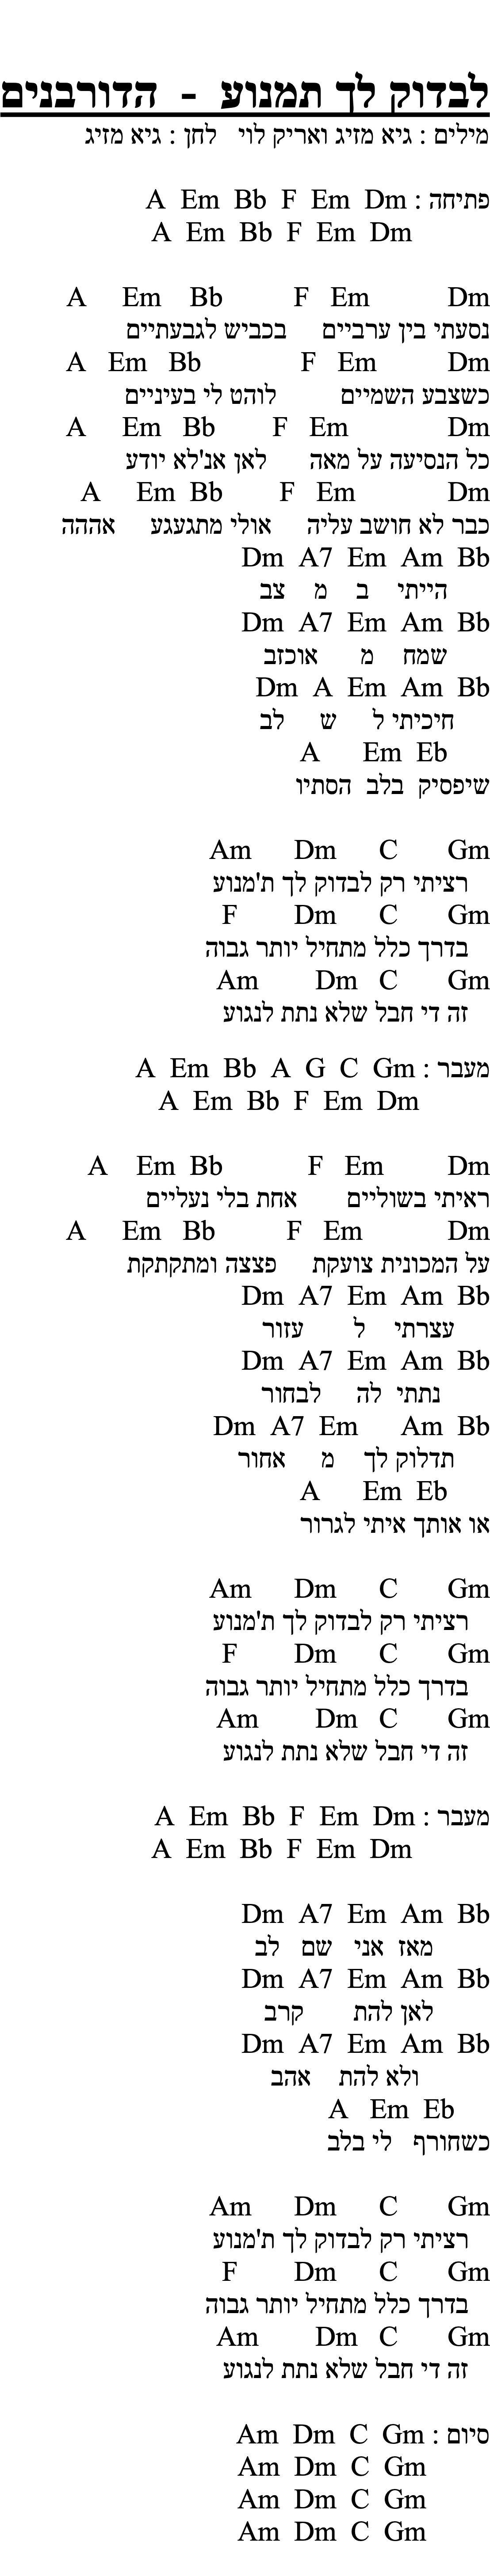 לבדוק לך תמנוע - הדורבנים
מילים : גיא מזיג ואריק לוי לחן : גיא מזיג
פתיחה : A Em Bb F Em Dm
A Em Bb F Em Dm
A Em Bb F Em Dm
נסעתי בין ערביים בכביש לגבעתיים
A Em Bb F Em Dm
כשצבע השמיים לוהט לי בעיניים
A Em Bb F Em Dm
כל הנסיעה על מאה לאן אנ'לא יודע
A Em Bb F Em Dm
כבר לא חושב עליה אולי מתגעגע אההה
Dm A7 Em Am Bb
הייתי ב מ צב
Dm A7 Em Am Bb
שמח מ אוכזב
Dm A Em Am Bb
חיכיתי ל ש לב
A Em Eb
שיפסיק בלב הסתיו
Am Dm C Gm
רציתי רק לבדוק לך ת'מנוע
F Dm C Gm
בדרך כלל מתחיל יותר גבוה
Am Dm C Gm
זה די חבל שלא נתת לנגוע
מעבר : A Em Bb A G C Gm
A Em Bb F Em Dm
A Em Bb F Em Dm
ראיתי בשוליים אחת בלי נעליים
A Em Bb F Em Dm
על המכונית צועקת פצצה ומתקתקת
Dm A7 Em Am Bb
עצרתי ל עזור
Dm A7 Em Am Bb
נתתי לה לבחור
Dm A7 Em Am Bb
תדלוק לך מ אחור
A Em Eb
או אותך איתי לגרור
Am Dm C Gm
רציתי רק לבדוק לך ת'מנוע
F Dm C Gm
בדרך כלל מתחיל יותר גבוה
Am Dm C Gm
זה די חבל שלא נתת לנגוע
מעבר : A Em Bb F Em Dm
A Em Bb F Em Dm
Dm A7 Em Am Bb
מאז אני שם לב
Dm A7 Em Am Bb
לאן להת קרב
Dm A7 Em Am Bb
ולא להת אהב
A Em Eb
כשחורף לי בלב
Am Dm C Gm
רציתי רק לבדוק לך ת'מנוע
F Dm C Gm
בדרך כלל מתחיל יותר גבוה
Am Dm C Gm
זה די חבל שלא נתת לנגוע
סיום : Am Dm C Gm
Am Dm C Gm
Am Dm C Gm
Am Dm C Gm